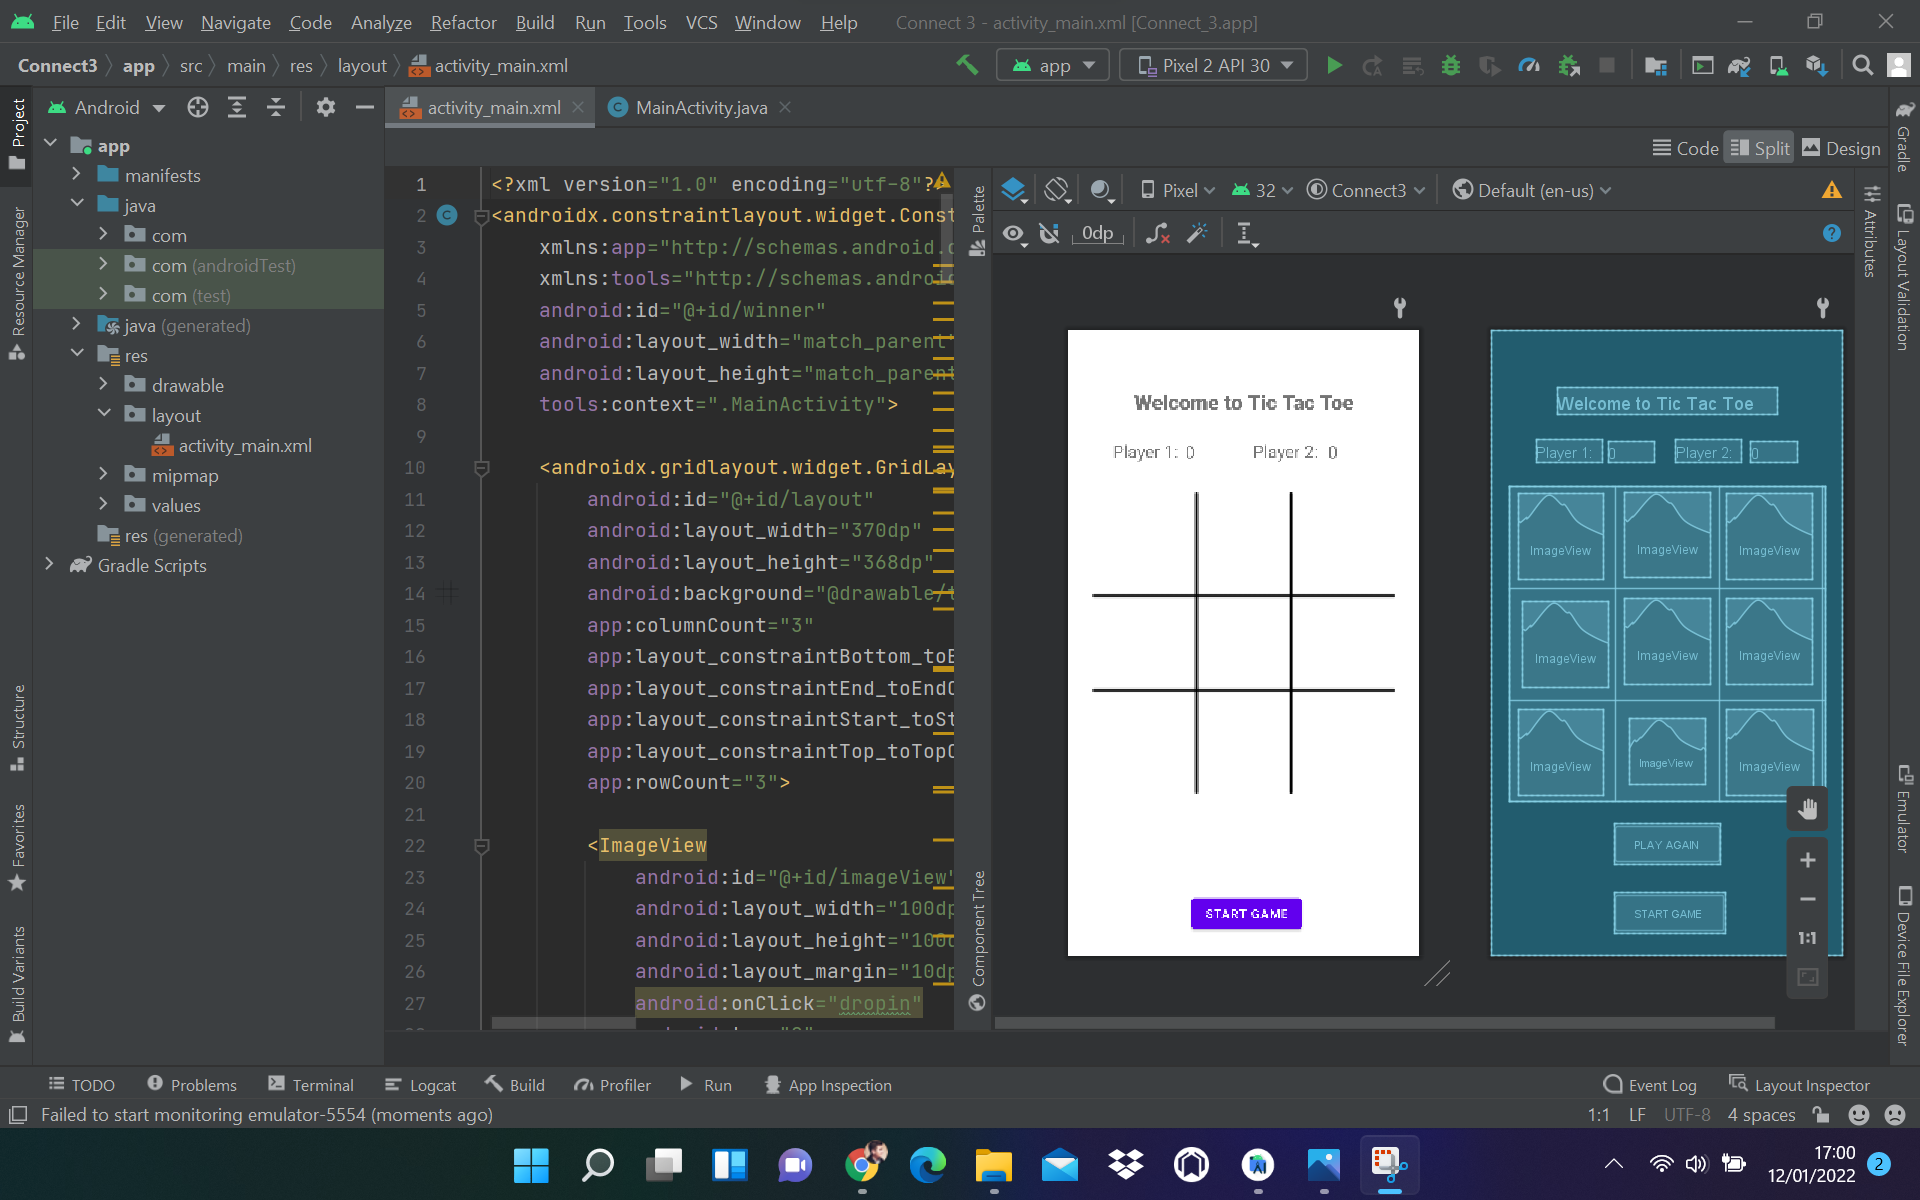 File Edit View Navigate Code Analyze Refactor Build Run Tools VCS Window Help Connect 3 - activity_main.xml [Connect_3.app]
Connect3 app src main res layout activity_main.xml app Pixel 2 API 30
Project
Resource Manager
Structure
Favorites
Build Variants
Android
app
manifests
java
com
com (androidTest)
com (test)
java (generated)
res
drawable
layout
activity_main.xml
mipmap
values
res (generated)
Gradle Scripts
activity_main.xml MainActivity.java
Code Split Design
1 <?xml version="1.0" encoding="utf-8"?
2 <androidx.constraintlayout.widget.Const
3 xmlns:app="http://schemas.android.c
4 xmlns:tools="http://schemas.androic
5 android:id="@+id/winner"
6 android:layout_width="match_parent"
7 android:layout_height="match_parent
8 tools:context=".MainActivity">
9
10 <androidx.gridlayout.widget.GridLay
11 android:id="@+id/layout"
12 android:layout_width="370dp"
13 android:layout_height="368dp"
14 android:background="@drawable/t
15 app:columnCount="3"
16 app:layout_constraintBottom_toB
17 app:layout_constraintEnd_toEndO
18 app:layout_constraintStart_toSt
19 app:layout_constraintTop_toTopO
20 app:rowCount="3">
21
22 <ImageView
23 android:id="@+id/imageView"
24 android:layout_width="100dp
25 android:layout_height="100d
26 android:layout_margin="10dp
27 android:onClick="dropin"
Palette
Component Tree
Pixel 32 Connect3 Default (en-us)
0dp
Welcome to Tic Tac Toe
Player 1: 0 Player 2: 0
START GAME
Welcome to Tic Tac Toe
Player 1: 0 Player 2: 0
ImageView ImageView ImageView
ImageView ImageView ImageView
ImageView ImageView ImageView
PLAY AGAIN
START GAME
1:1
Attributes
Gradle
Layout Validation
Emulator
Device File Explorer
TODO Problems Terminal Logcat Build Profiler Run App Inspection Event Log Layout Inspector
Failed to start monitoring emulator-5554 (moments ago) 1:1 LF UTF-8 4 spaces
17:00
12/01/2022 2